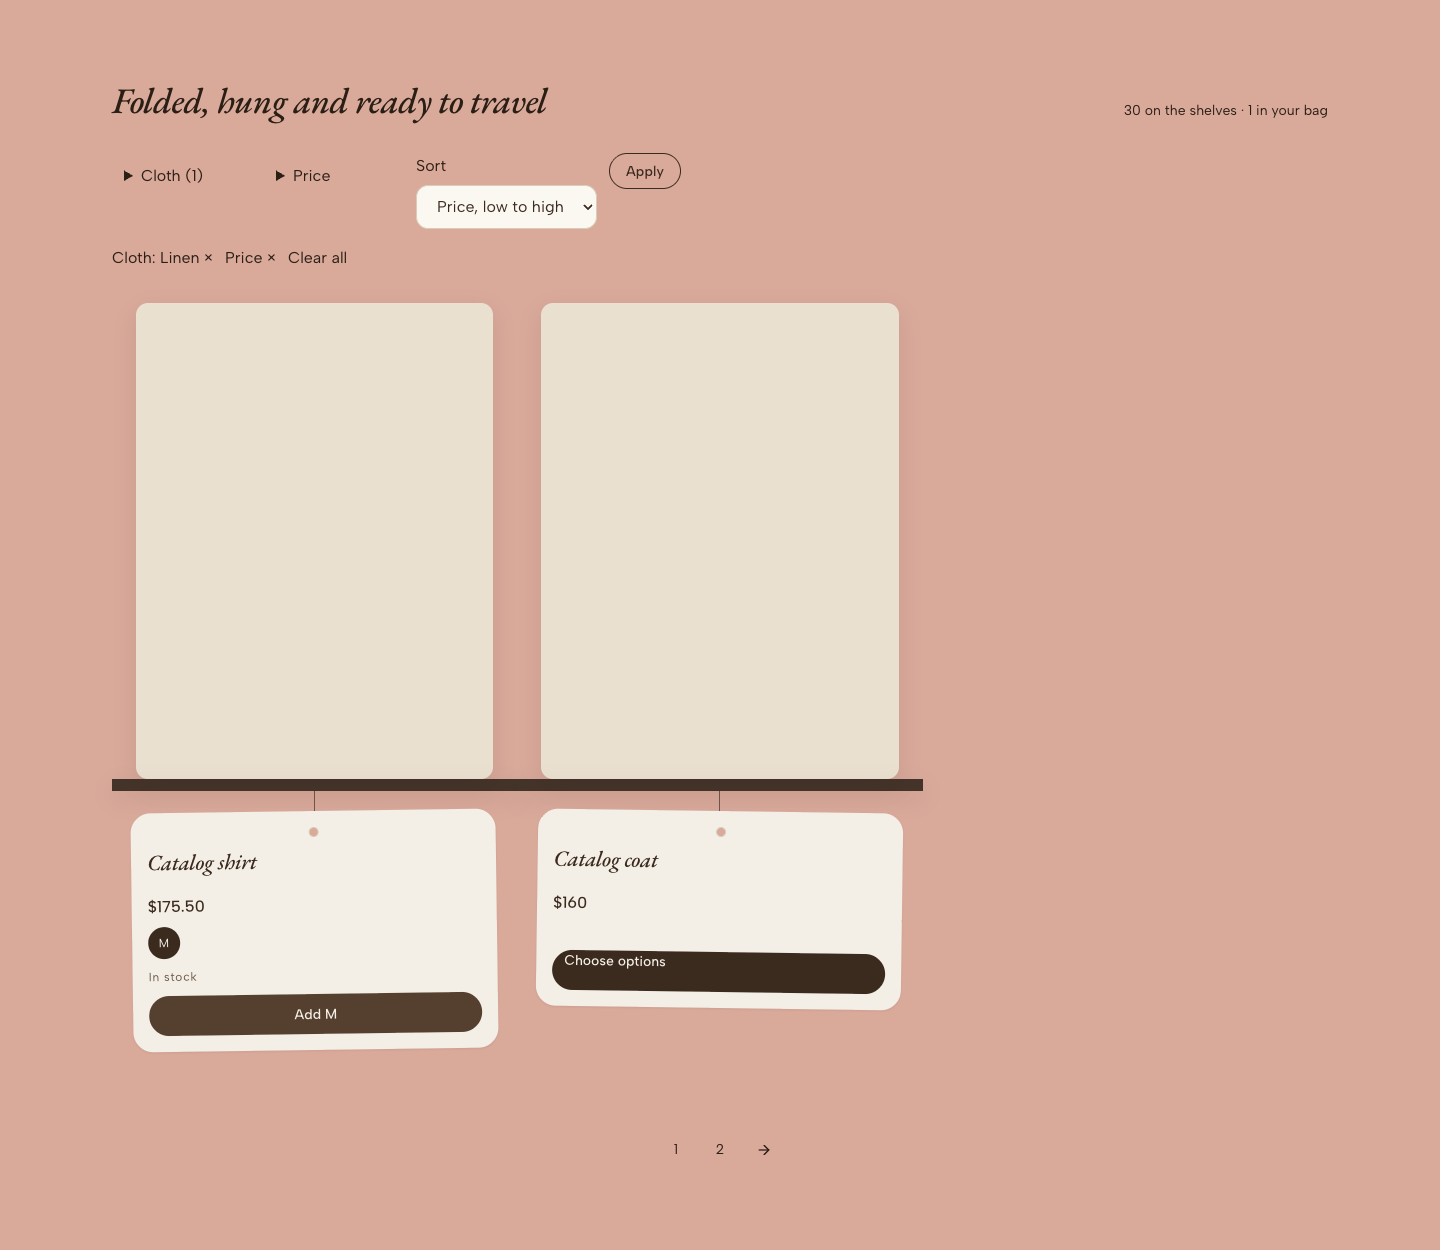 Folded, hung and ready to travel
30 on the shelves · 1 in your bag
Cloth (1)
Price
Sort
Price, low to high
Apply
Cloth: Linen × Price × Clear all
Catalog shirt
$175.50
M
In stock
Add M
Catalog coat
$160
Choose options
1 2 →